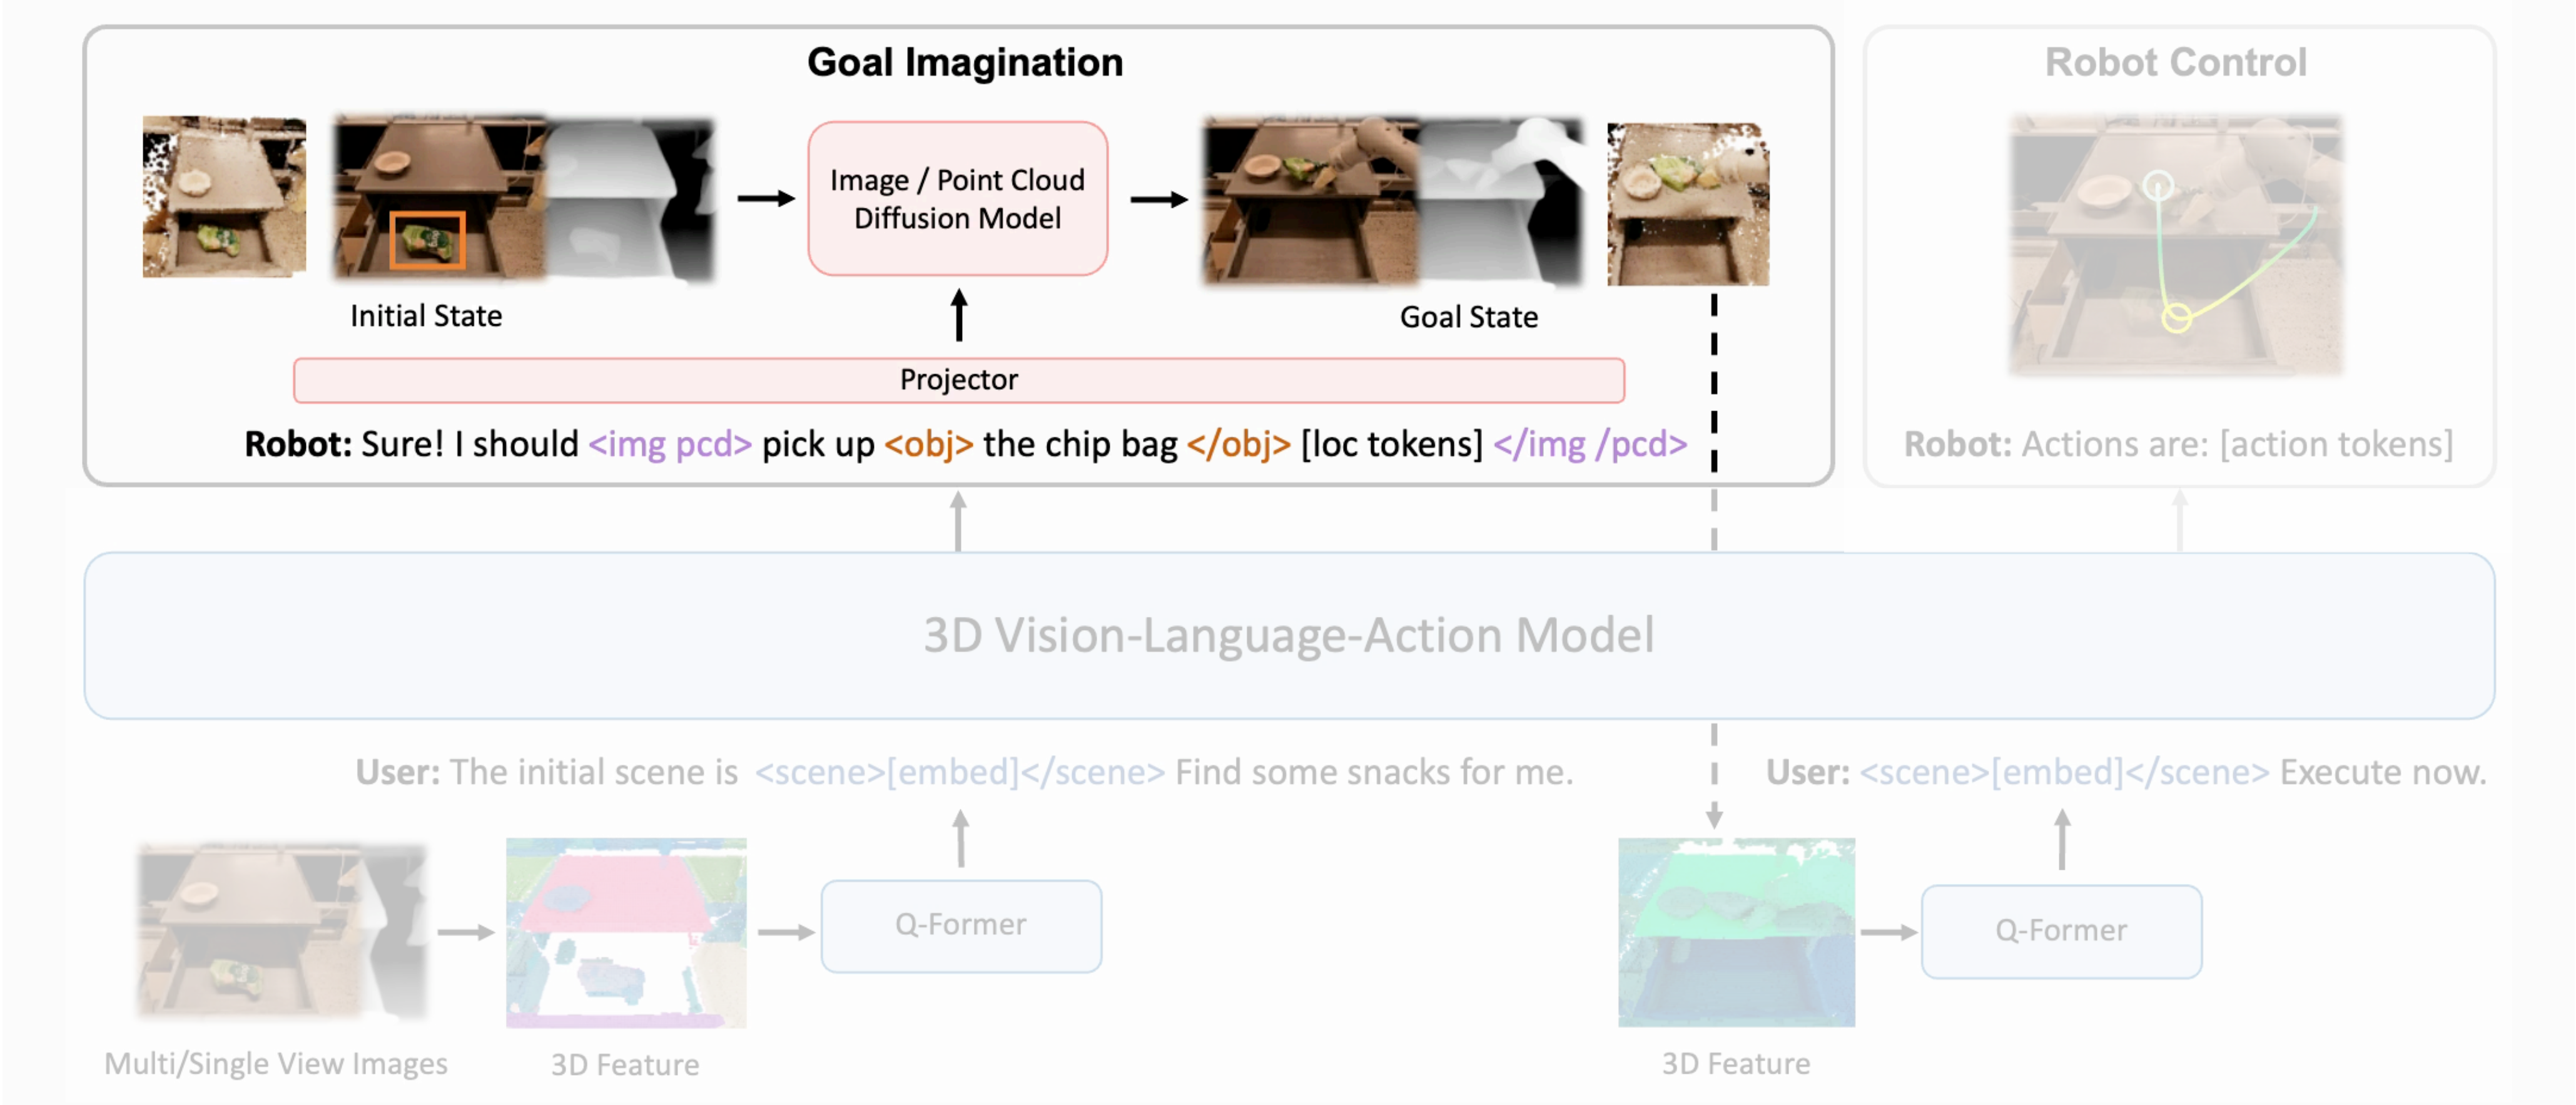 Goal Imagination
Robot Control
Image / Point Cloud
Diffusion Model
Initial State
Goal State
Projector
Robot: Sure! I should <img pcd> pick up <obj> the chip bag </obj> [loc tokens] </img /pcd>
Robot: Actions are: [action tokens]
3D Vision-Language-Action Model
User: The initial scene is <scene>[embed]</scene> Find some snacks for me.
User: <scene>[embed]</scene> Execute now.
Q-Former
Q-Former
Multi/Single View Images
3D Feature
3D Feature